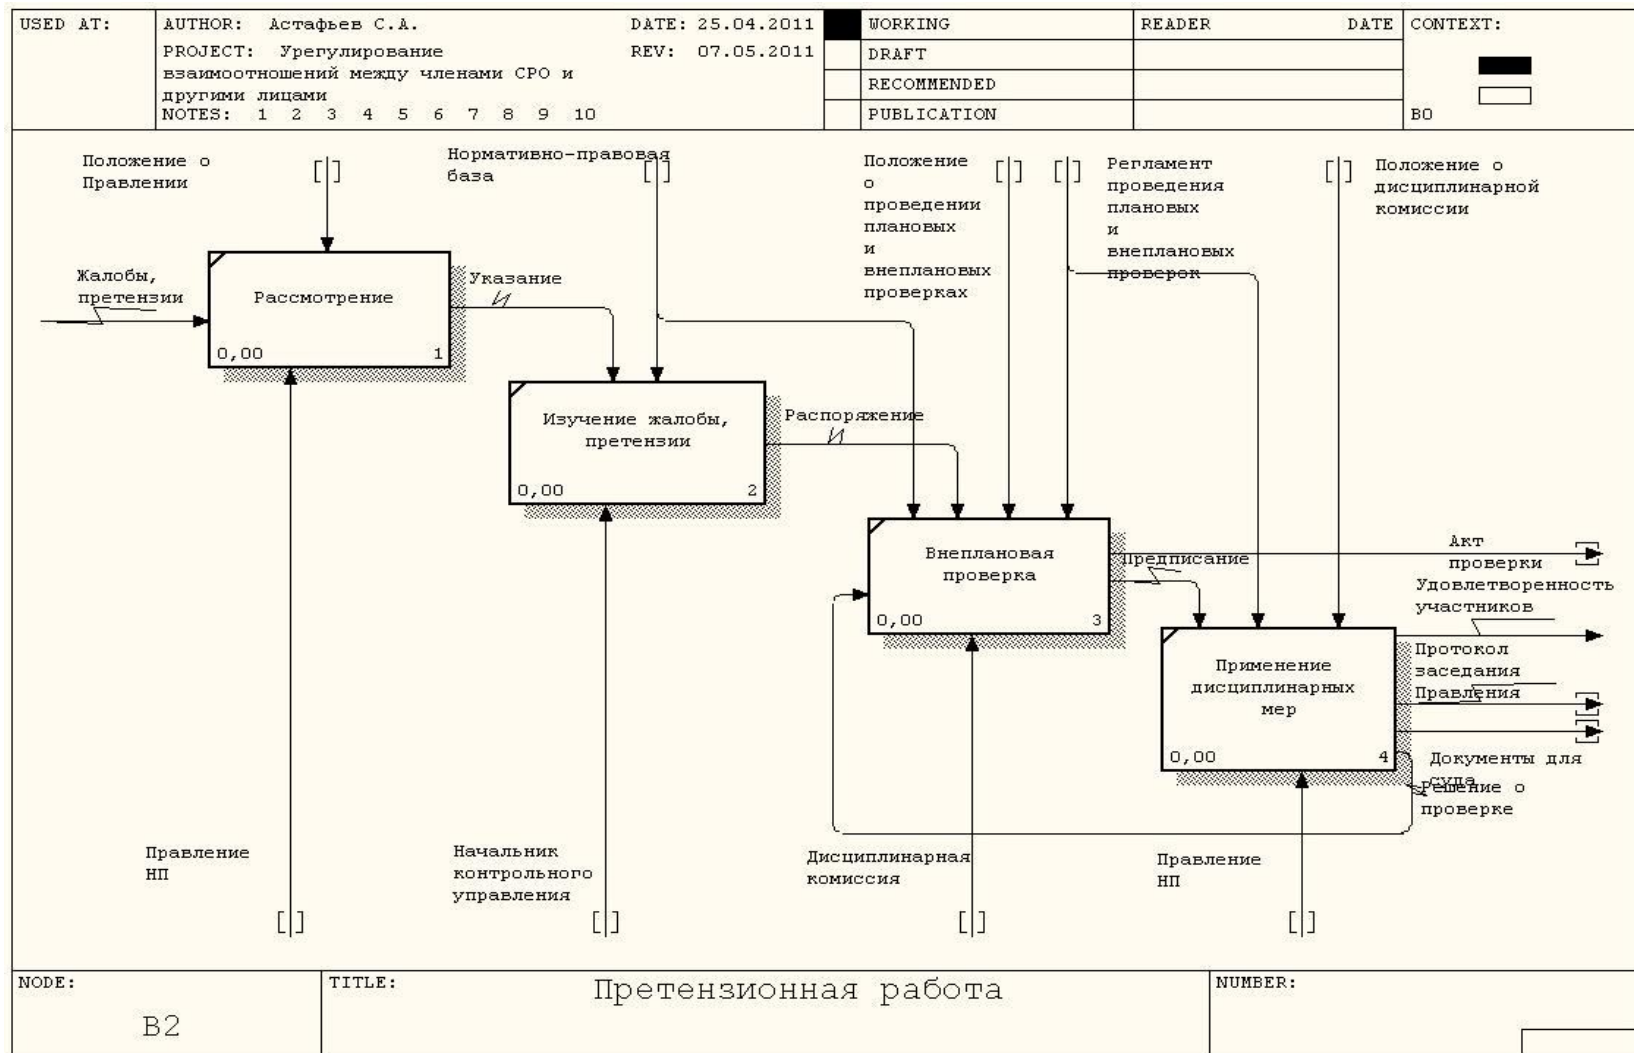 USED AT:
AUTHOR: Астафьев С.А.
DATE: 25.04.2011
PROJECT: Урегулирование
взаимоотношений между членами СРО и
другими лицами
REV: 07.05.2011
NOTES: 1 2 3 4 5 6 7 8 9 10
WORKING
DRAFT
RECOMMENDED
PUBLICATION
READER
DATE
CONTEXT:
B0
Положение о
Правлении
Нормативно-правовая
база
Положение
о
проведении
плановых
и
внеплановых
проверках
Регламент
проведения
плановых
и
внеплановых
проверок
Положение о
дисциплинарной
комиссии
Жалобы,
претензии
Рассмотрение
0,00 1
Указание
Изучение жалобы,
претензии
0,00 2
Распоряжение
Внеплановая
проверка
0,00 3
Предписание
Применение
дисциплинарных
мер
0,00 4
Акт
проверки
Удовлетворенность
участников
Протокол
заседания
Правления
Документы для
суда
Решение о
проверке
Правление
НП
Начальник
контрольного
управления
Дисциплинарная
комиссия
Правление
НП
NODE:
B2
TITLE:
Претензионная работа
NUMBER: